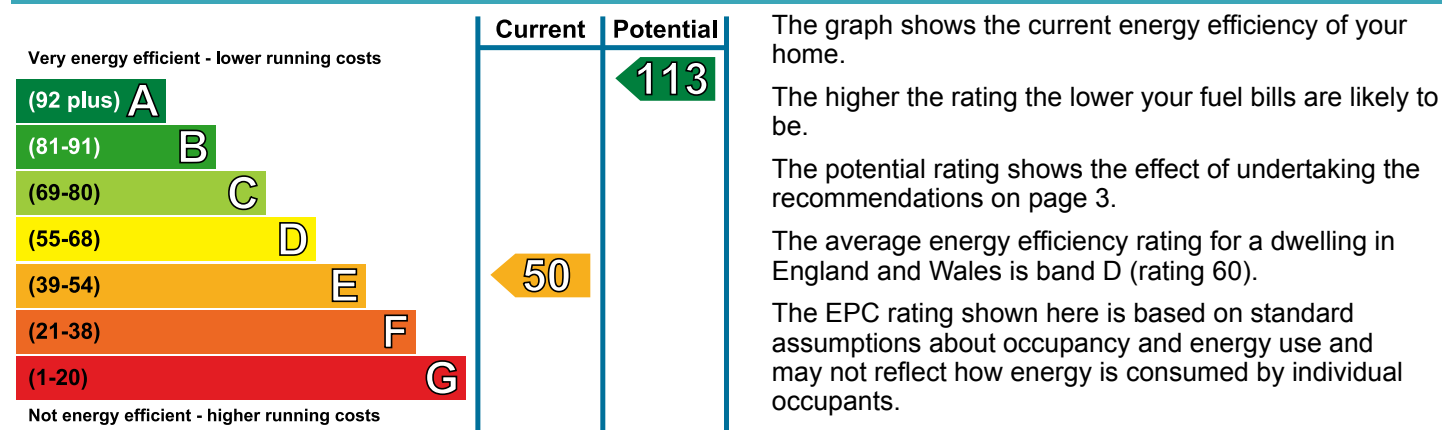 Current Potential
Very energy efficient - lower running costs
113
(92 plus) A
(81-91) B
(69-80) C
(55-68) D
(39-54) E
50
(21-38) F
(1-20) G
Not energy efficient - higher running costs
The graph shows the current energy efficiency of your
home.
The higher the rating the lower your fuel bills are likely to
be.
The potential rating shows the effect of undertaking the
recommendations on page 3.
The average energy efficiency rating for a dwelling in
England and Wales is band D (rating 60).
The EPC rating shown here is based on standard
assumptions about occupancy and energy use and
may not reflect how energy is consumed by individual
occupants.